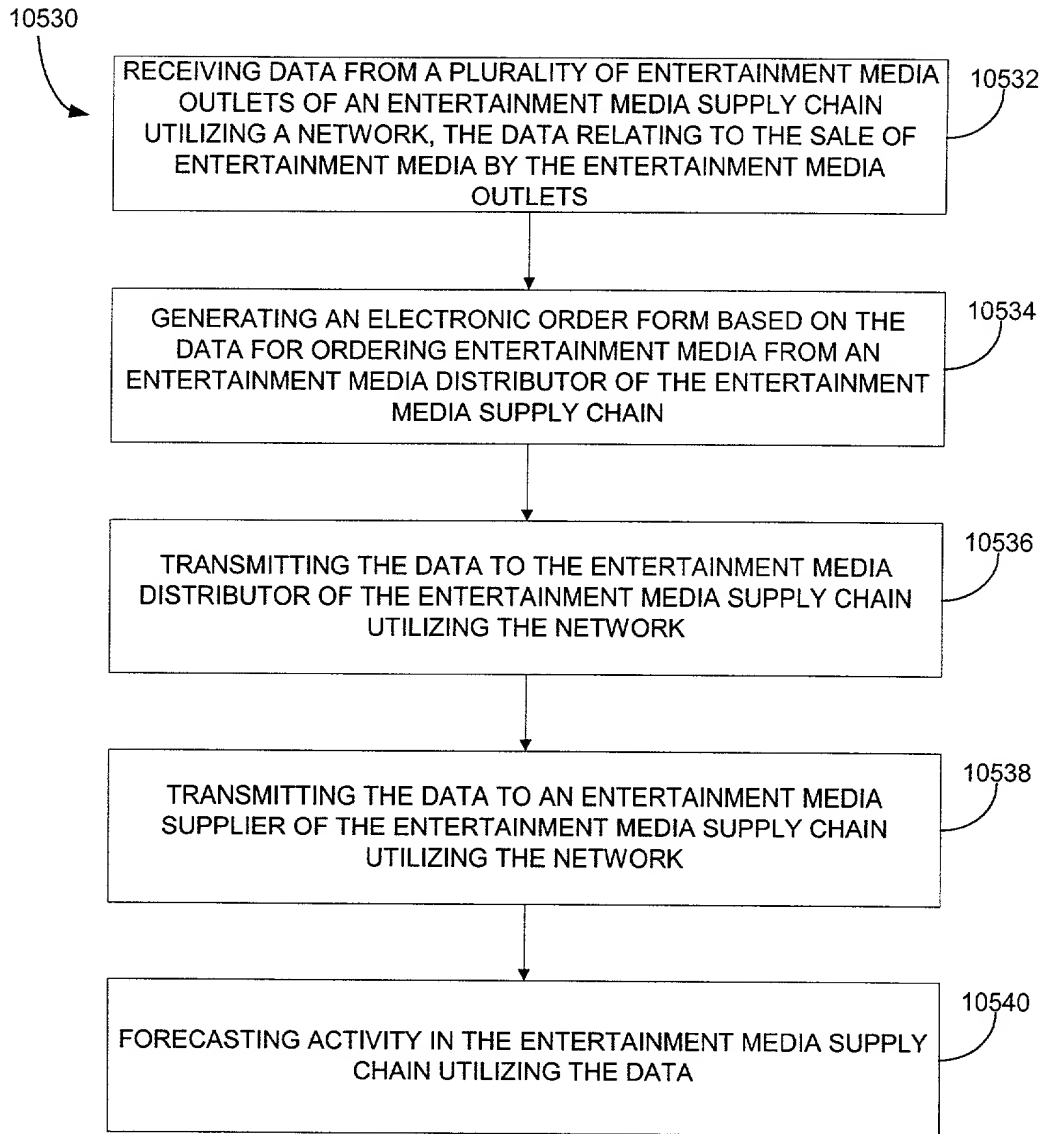 10530
RECEIVING DATA FROM A PLURALITY OF ENTERTAINMENT MEDIA
OUTLETS OF AN ENTERTAINMENT MEDIA SUPPLY CHAIN
UTILIZING A NETWORK, THE DATA RELATING TO THE SALE OF
ENTERTAINMENT MEDIA BY THE ENTERTAINMENT MEDIA
OUTLETS
10532
GENERATING AN ELECTRONIC ORDER FORM BASED ON THE
DATA FOR ORDERING ENTERTAINMENT MEDIA FROM AN
ENTERTAINMENT MEDIA DISTRIBUTOR OF THE ENTERTAINMENT
MEDIA SUPPLY CHAIN
10534
TRANSMITTING THE DATA TO THE ENTERTAINMENT MEDIA
DISTRIBUTOR OF THE ENTERTAINMENT MEDIA SUPPLY CHAIN
UTILIZING THE NETWORK
10536
TRANSMITTING THE DATA TO AN ENTERTAINMENT MEDIA
SUPPLIER OF THE ENTERTAINMENT MEDIA SUPPLY CHAIN
UTILIZING THE NETWORK
10538
FORECASTING ACTIVITY IN THE ENTERTAINMENT MEDIA SUPPLY
CHAIN UTILIZING THE DATA
10540